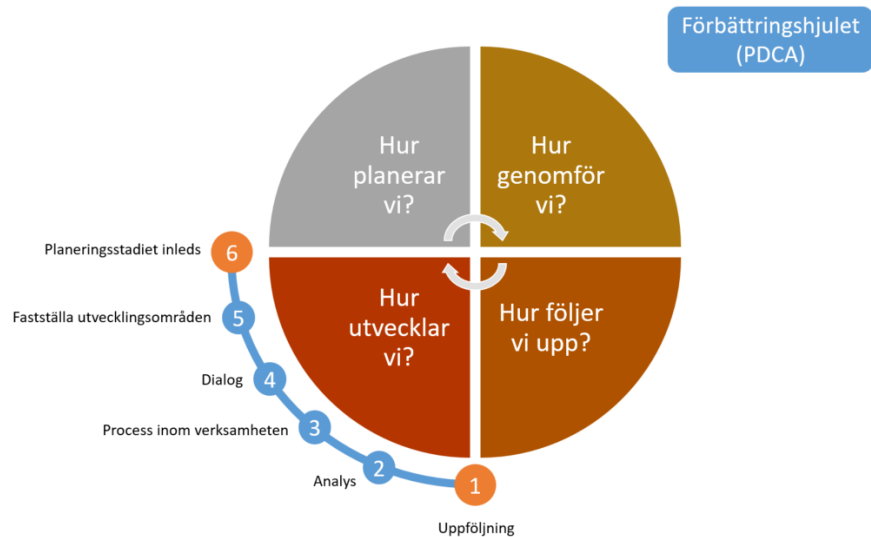 Förbättringshjulet
(PDCA)
Hur
planerar
vi?
Hur
genomför
vi?
Hur
utvecklar
vi?
Hur följer
vi upp?
6
Planeringsstadiet inleds
5
Fastställa utvecklingsområden
4
Dialog
3
Process inom verksamheten
2
Analys
1
Uppföljning